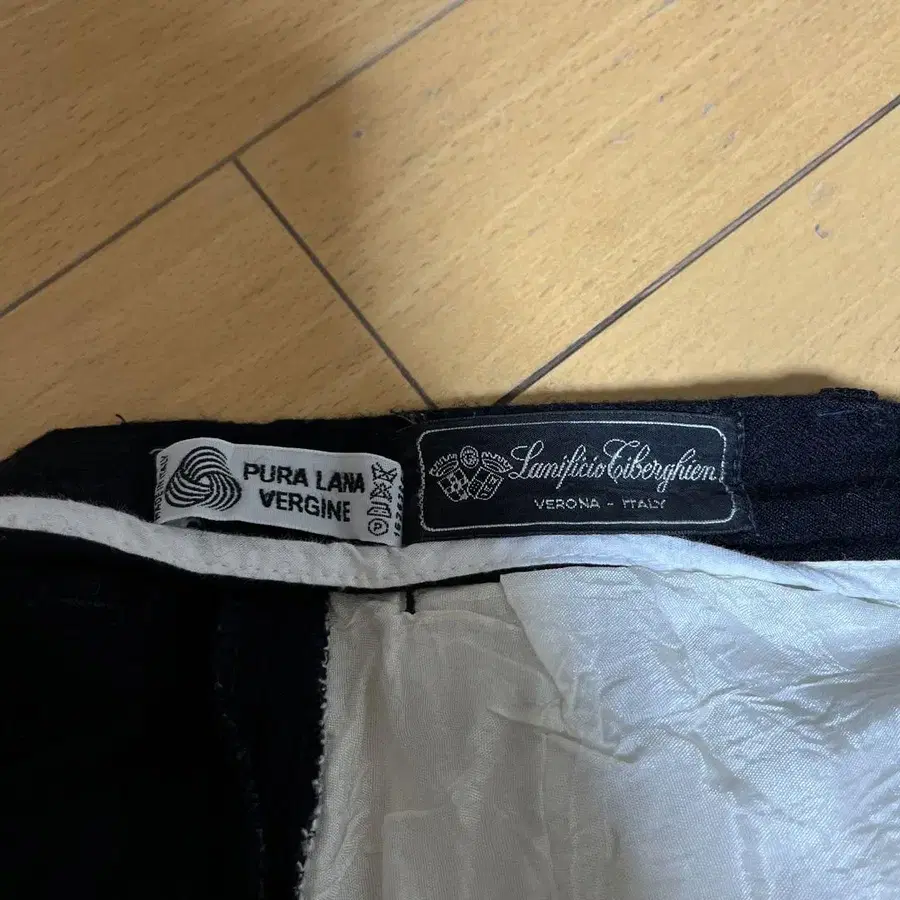 PURA LANA
VERGINE
P
Lanificio Tiberghien
VERONA - ITALY